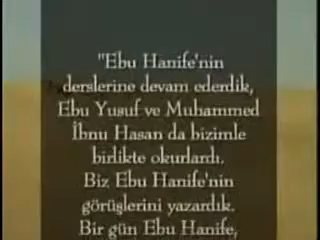 "Ebu Hanife'nin
derslerine devam ederdik,
Ebu Yusuf ve Muhammed
İbnu Hasan da bizimle
birlikte okurlardı.
Biz Ebu Hanife'nin
görüşlerini yazardık.
Bir gün Ebu Hanife,